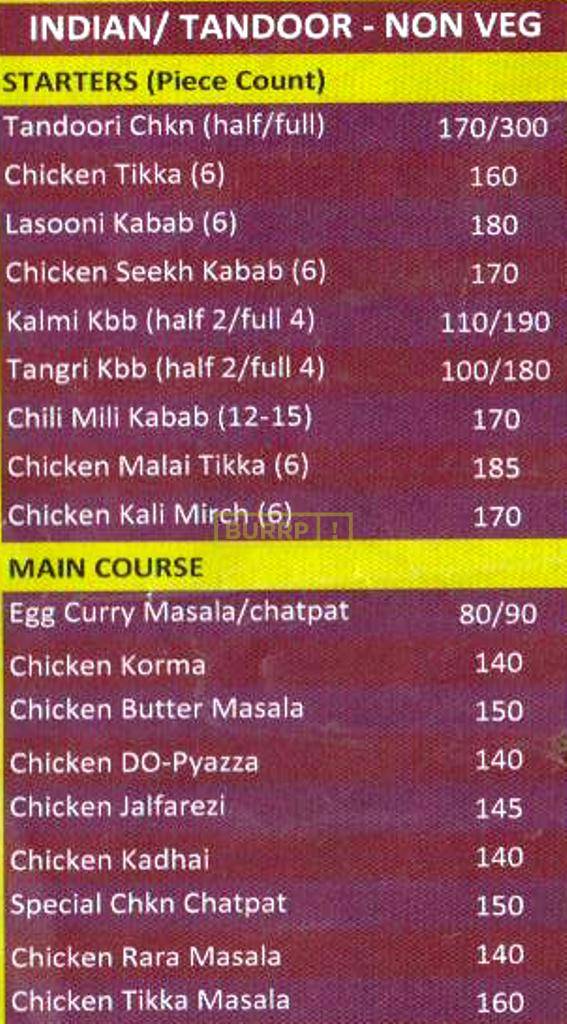 INDIAN/ TANDOOR - NON VEG
STARTERS (Piece Count)
Tandoori Chkn (half/full) 170/300
Chicken Tikka (6) 160
Lasooni Kabab (6) 180
Chicken Seekh Kabab (6) 170
Kalmi Kbb (half 2/full 4) 110/190
Tangri Kbb (half 2/full 4) 100/180
Chili Mili Kabab (12-15) 170
Chicken Malai Tikka (6) 185
Chicken Kali Mirch (6) 170
BURRP!
MAIN COURSE
Egg Curry Masala/chatpat 80/90
Chicken Korma 140
Chicken Butter Masala 150
Chicken DO-Pyazza 140
Chicken Jalfarezi 145
Chicken Kadhai 140
Special Chkn Chatpat 150
Chicken Rara Masala 140
Chicken Tikka Masala 160